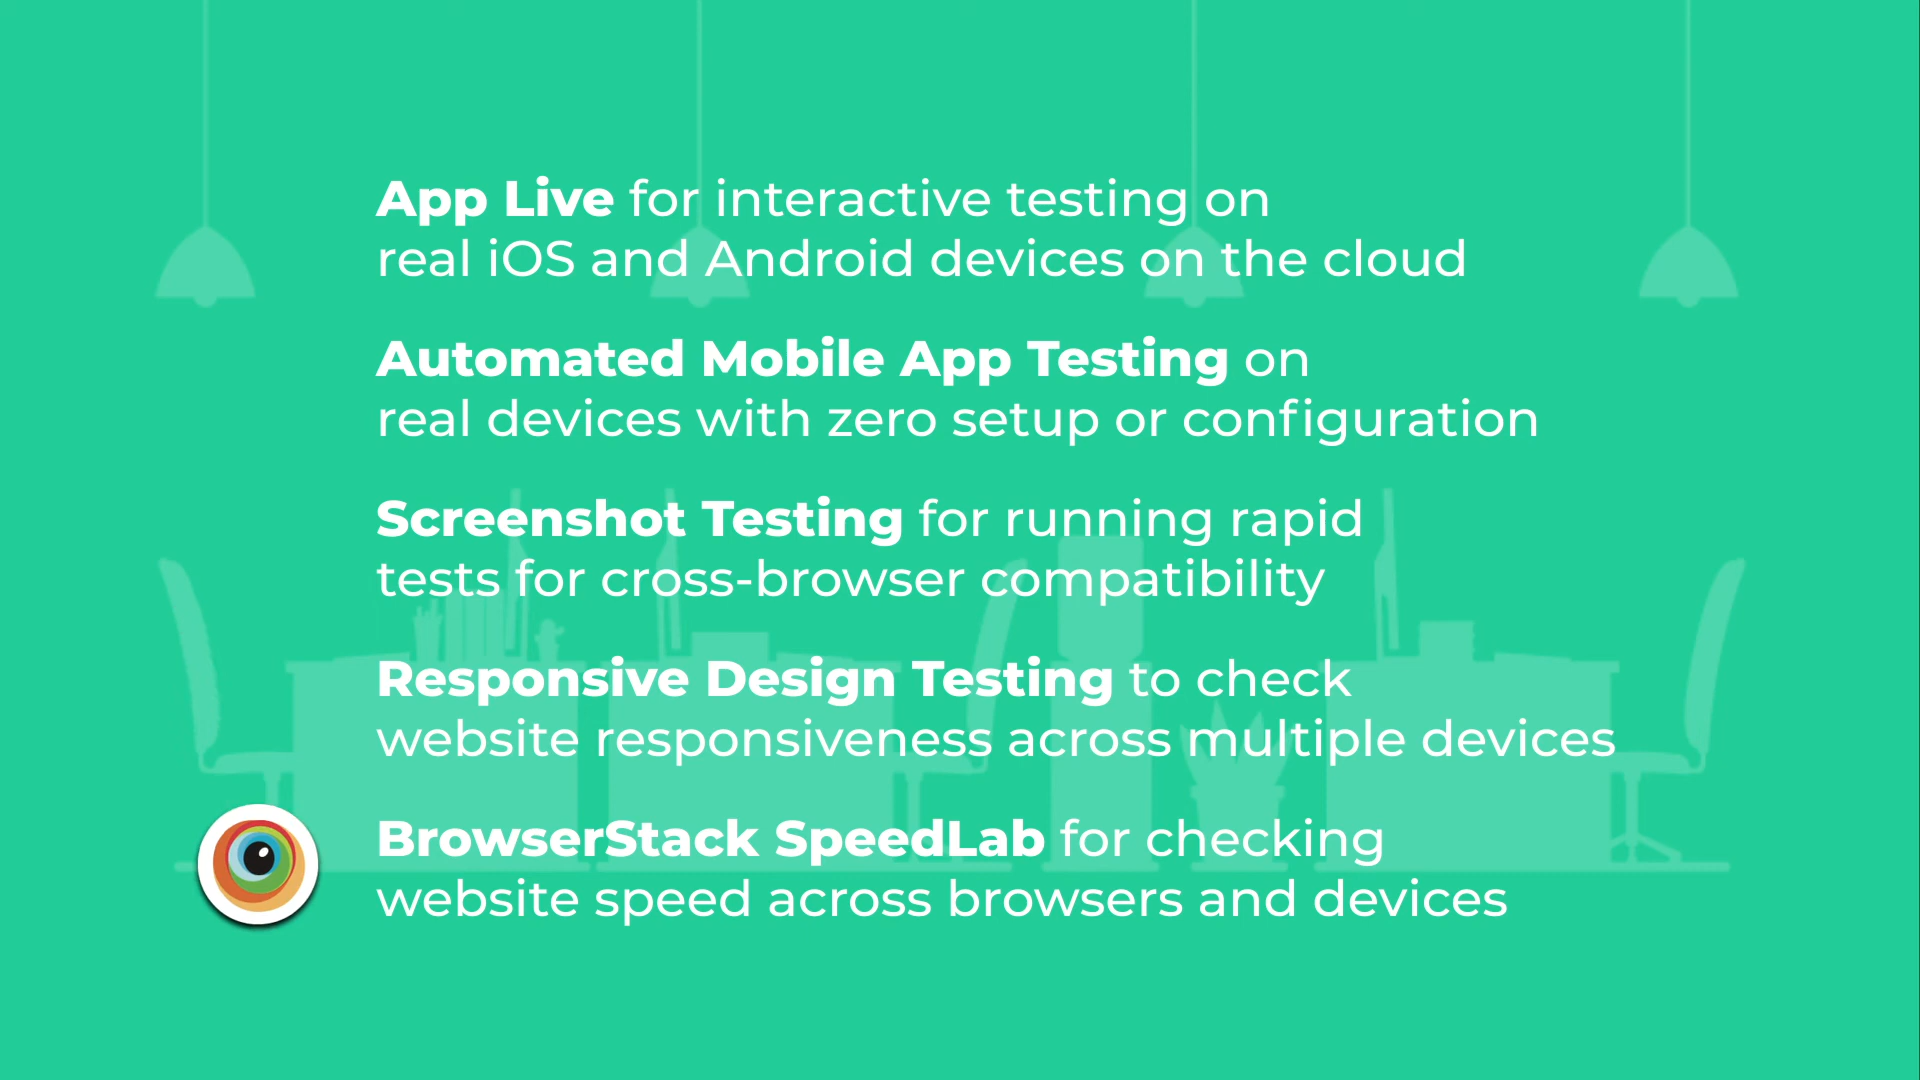 App Live for interactive testing on
real iOS and Android devices on the cloud
Automated Mobile App Testing on
real devices with zero setup or configuration
Screenshot Testing for running rapid
tests for cross-browser compatibility
Responsive Design Testing to check
website responsiveness across multiple devices
BrowserStack SpeedLab for checking
website speed across browsers and devices